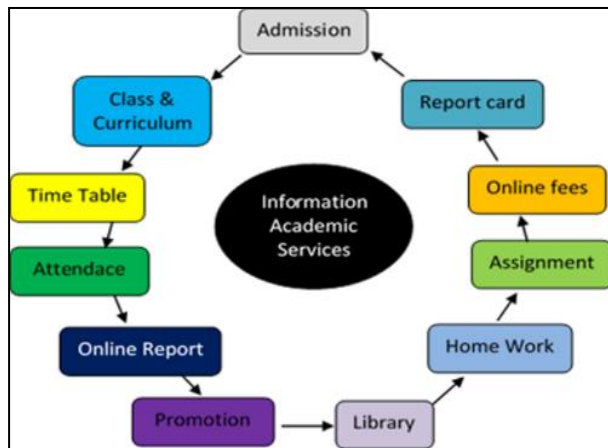 Admission
Class &
Curriculum
Report card
Time Table
Information
Academic
Services
Online fees
Attendace
Assignment
Online Report
Home Work
Promotion
Library